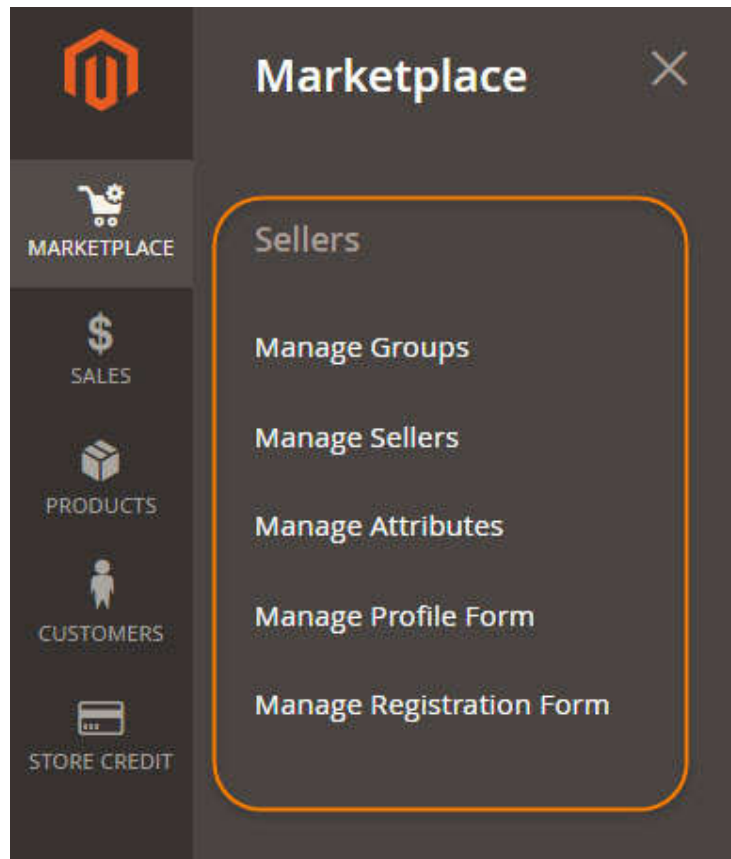 Marketplace
MARKETPLACE
SALES
PRODUCTS
CUSTOMERS
STORE CREDIT
Sellers
Manage Groups
Manage Sellers
Manage Attributes
Manage Profile Form
Manage Registration Form